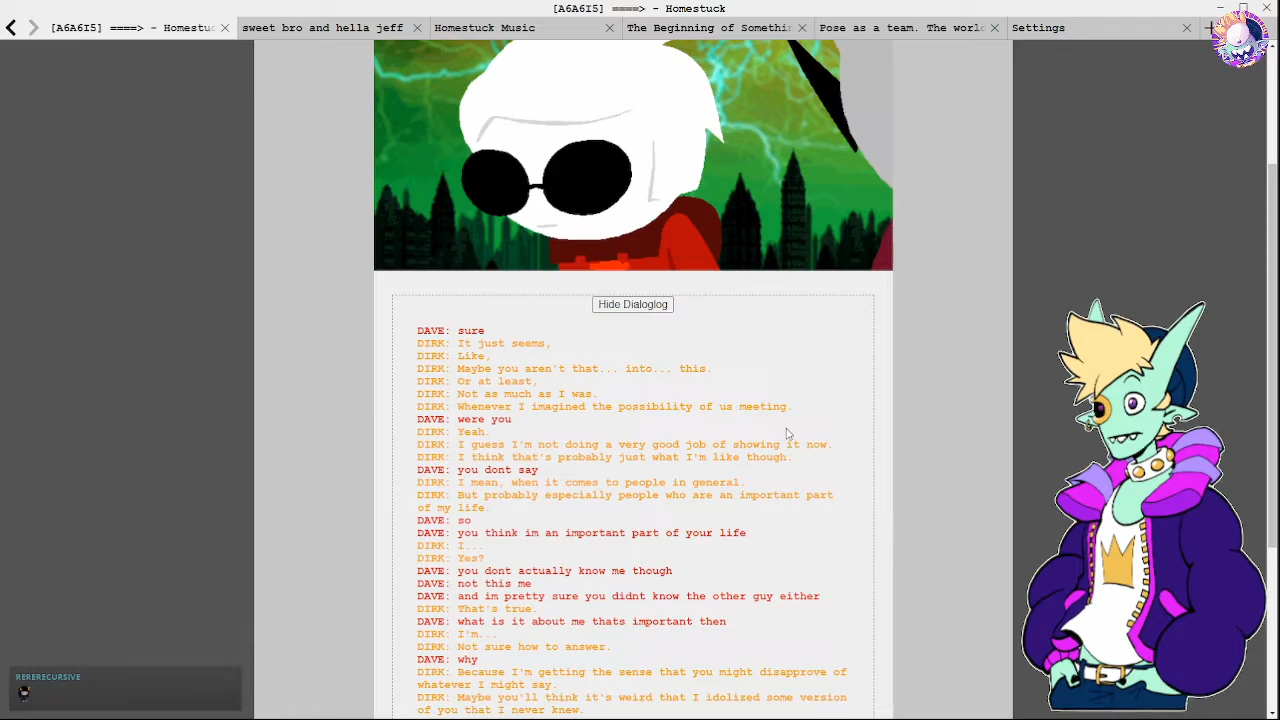 [A6A6I5] ====> - Homestuck
[A6A6I5] ====> - Homestuc
sweet bro and hella jeff
Homestuck Music
The Beginning of Somethin
Pose as a team. The worl
Settings
Hide Dialoglog
DAVE: sure
DIRK: It just seems,
DIRK: Like,
DIRK: Maybe you aren't that... into... this.
DIRK: Or at least,
DIRK: Not as much as I was.
DIRK: Whenever I imagined the possibility of us meeting.
DAVE: were you
DIRK: Yeah.
DIRK: I guess I'm not doing a very good job of showing it now.
DIRK: I think that's probably just what I'm like though.
DAVE: you dont say
DIRK: I mean, when it comes to people in general.
DIRK: But probably especially people who are an important part
of my life.
DAVE: so
DAVE: you think im an important part of your life
DIRK: I...
DIRK: Yes?
DAVE: you dont actually know me though
DAVE: not this me
DAVE: and im pretty sure you didnt know the other guy either
DIRK: That's true.
DAVE: what is it about me thats important then
DIRK: I'm...
DIRK: Not sure how to answer.
DAVE: why
DIRK: Because I'm getting the sense that you might disapprove of
whatever I might say.
DIRK: Maybe you'll think it's weird that I idolized some version
of you that I never knew.
RERERECURSIVE